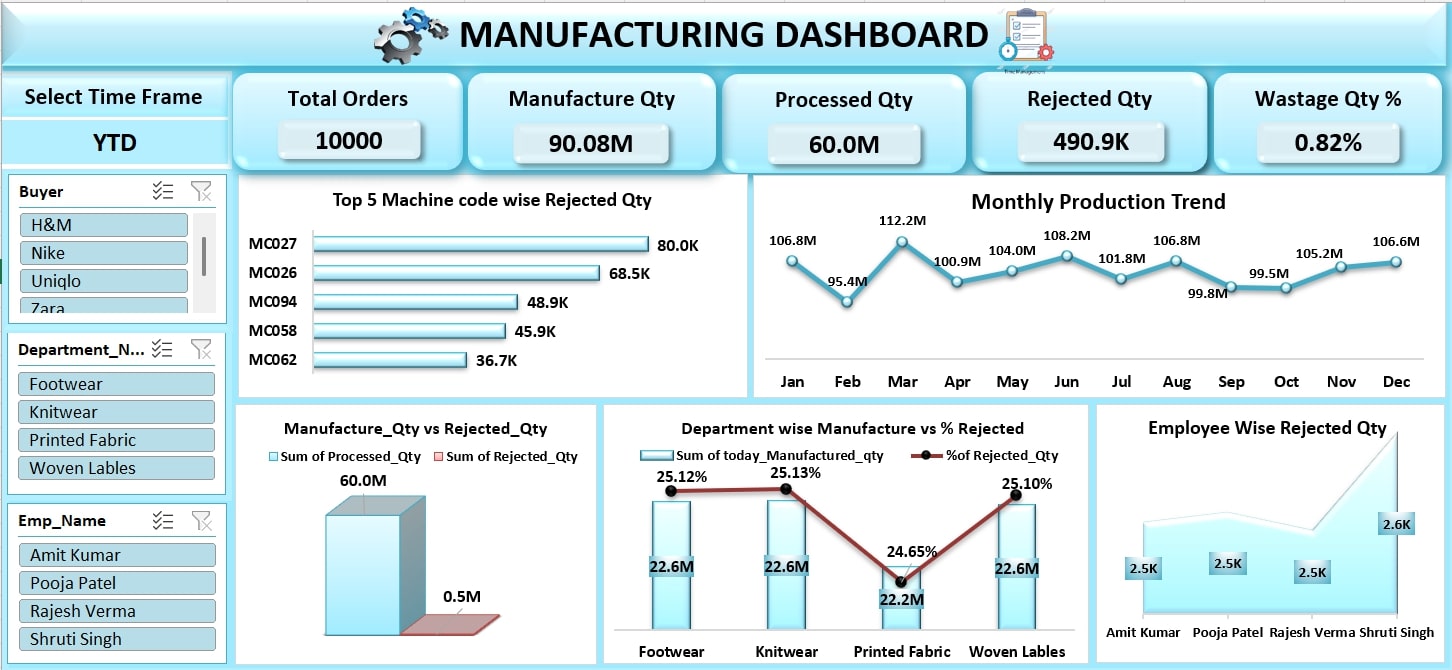 MANUFACTURING DASHBOARD
Time Management
Select Time Frame
YTD
Total Orders
10000
Manufacture Qty
90.08M
Processed Qty
60.0M
Rejected Qty
490.9K
Wastage Qty %
0.82%
Buyer
H&M
Nike
Uniqlo
Zara
Department_N...
Footwear
Knitwear
Printed Fabric
Woven Lables
Emp_Name
Amit Kumar
Pooja Patel
Rajesh Verma
Shruti Singh
Top 5 Machine code wise Rejected Qty
MC027 80.0K
MC026 68.5K
MC094 48.9K
MC058 45.9K
MC062 36.7K
Monthly Production Trend
106.8M 95.4M 112.2M 100.9M 104.0M 108.2M 101.8M 106.8M 99.8M 99.5M 105.2M 106.6M
Jan Feb Mar Apr May Jun Jul Aug Sep Oct Nov Dec
Manufacture_Qty vs Rejected_Qty
Sum of Processed_Qty Sum of Rejected_Qty
60.0M
0.5M
Department wise Manufacture vs % Rejected
Sum of today_Manufactured_qty %of Rejected_Qty
25.12% 25.13% 24.65% 25.10%
22.6M 22.6M 22.2M 22.6M
Footwear Knitwear Printed Fabric Woven Lables
Employee Wise Rejected Qty
2.5K 2.5K 2.5K 2.6K
Amit Kumar Pooja Patel Rajesh Verma Shruti Singh